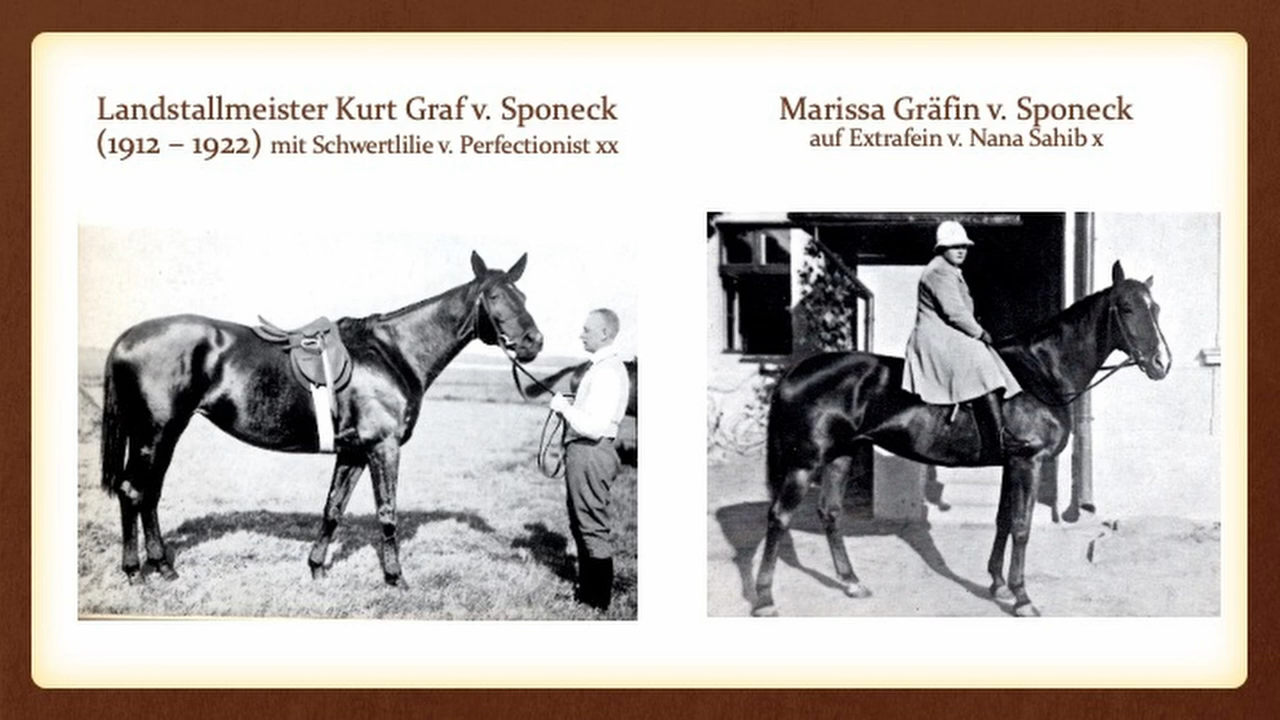 Landstallmeister Kurt Graf v. Sponeck
(1912 – 1922) mit Schwertlilie v. Perfectionist xx
Marissa Gräfin v. Sponeck
auf Extrafein v. Nana Sahib x